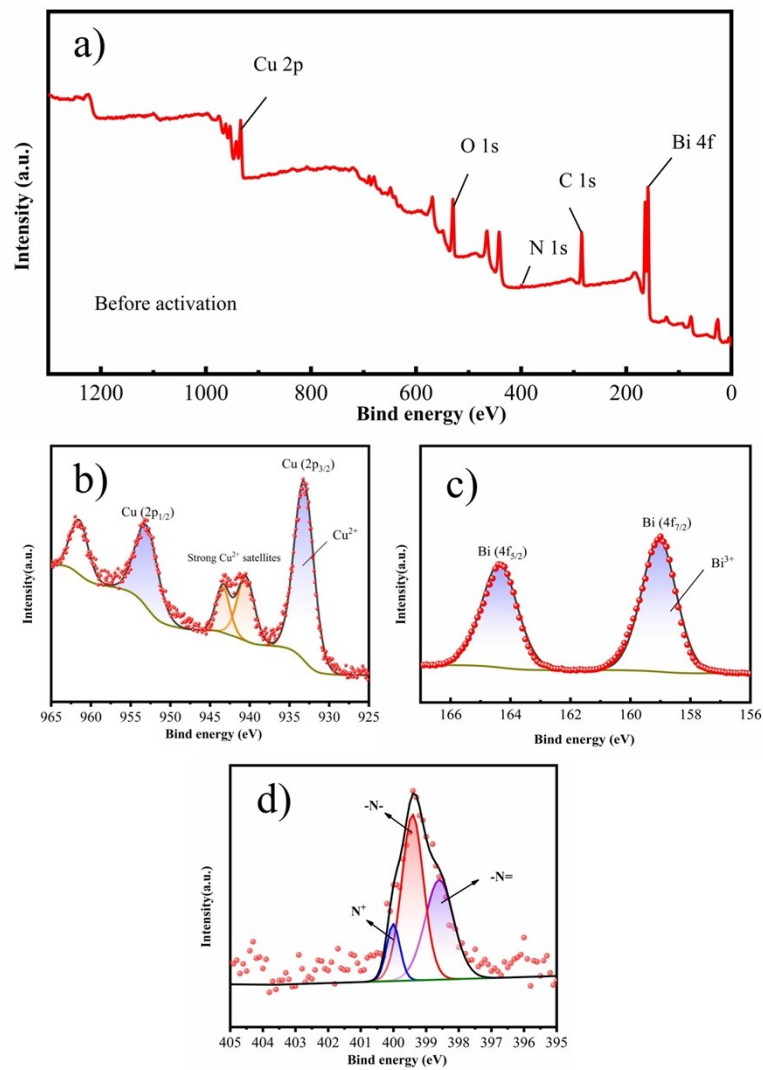 a)
Cu 2p
O 1s
C 1s
Bi 4f
N 1s
Before activation
Intensity (a.u.)
1200 1000 800 600 400 200 0
Bind energy (eV)
b)
Cu (2p3/2)
Cu (2p1/2)
Cu2+
Strong Cu2+ satellites
Intensity(a.u.)
965 960 955 950 945 940 935 930 925
Bind energy (eV)
c)
Bi (4f7/2)
Bi (4f5/2)
Bi3+
Intensity(a.u.)
166 164 162 160 158 156
Bind energy (eV)
d)
-N-
-N=
N+
Intensity(a.u.)
405 404 403 402 401 400 399 398 397 396 395
Bind energy (eV)